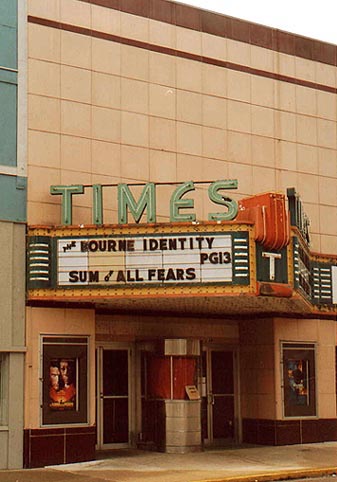 TIMES
THE BOURNE IDENTITY
PG13
SUM OF ALL FEARS
T